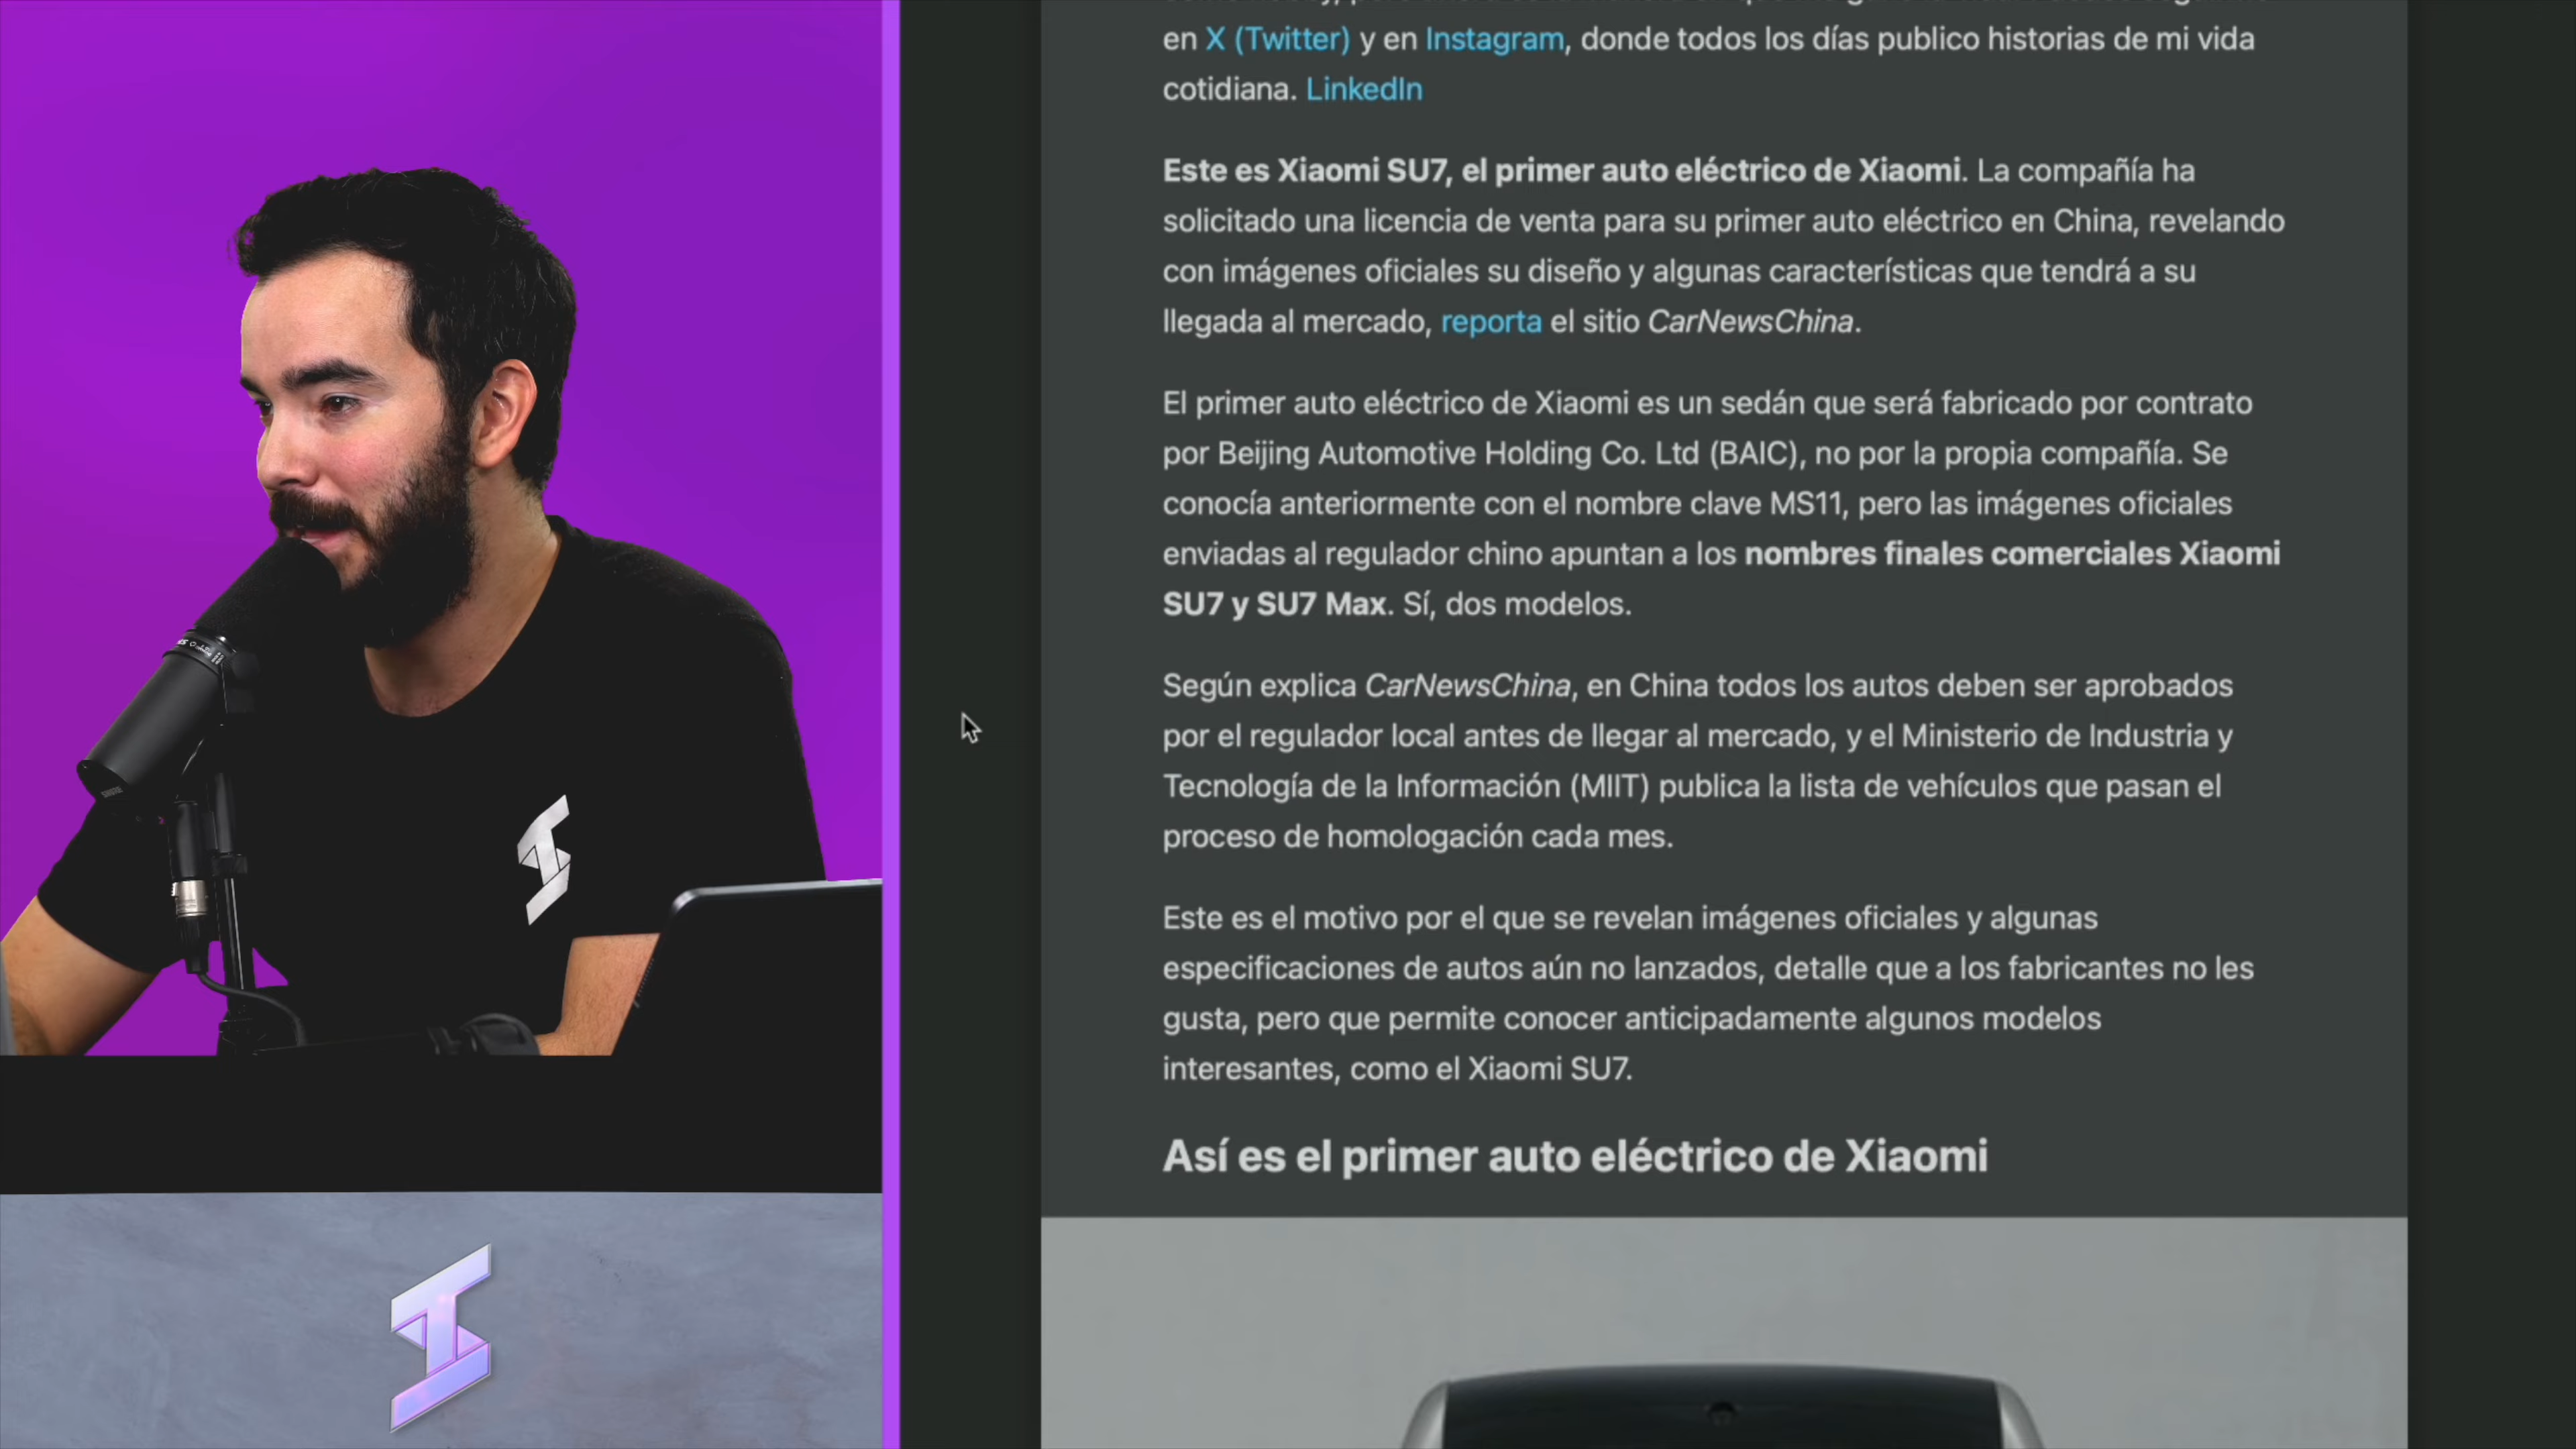 en X (Twitter) y en Instagram, donde todos los días publico historias de mi vida
cotidiana. LinkedIn
Este es Xiaomi SU7, el primer auto eléctrico de Xiaomi. La compañía ha
solicitado una licencia de venta para su primer auto eléctrico en China, revelando
con imágenes oficiales su diseño y algunas características que tendrá a su
llegada al mercado, reporta el sitio CarNewsChina.
El primer auto eléctrico de Xiaomi es un sedán que será fabricado por contrato
por Beijing Automotive Holding Co. Ltd (BAIC), no por la propia compañía. Se
conocía anteriormente con el nombre clave MS11, pero las imágenes oficiales
enviadas al regulador chino apuntan a los nombres finales comerciales Xiaomi
SU7 y SU7 Max. Sí, dos modelos.
Según explica CarNewsChina, en China todos los autos deben ser aprobados
por el regulador local antes de llegar al mercado, y el Ministerio de Industria y
Tecnología de la Información (MIIT) publica la lista de vehículos que pasan el
proceso de homologación cada mes.
Este es el motivo por el que se revelan imágenes oficiales y algunas
especificaciones de autos aún no lanzados, detalle que a los fabricantes no les
gusta, pero que permite conocer anticipadamente algunos modelos
interesantes, como el Xiaomi SU7.
Así es el primer auto eléctrico de Xiaomi